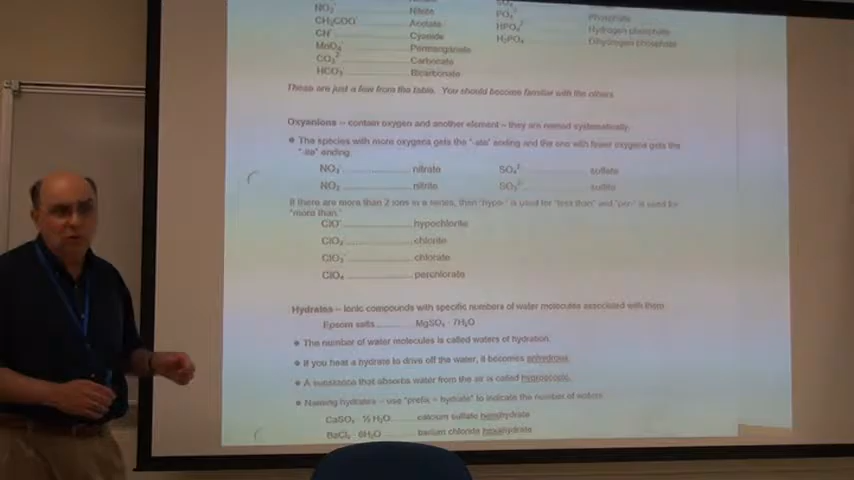 NO₂⁻ Nitrite
PO₄³⁻ Phosphate
CH₃COO⁻ Acetate
HPO₄²⁻ Hydrogen phosphate
CN⁻ Cyanide
H₂PO₄⁻ Dihydrogen phosphate
MnO₄⁻ Permanganate
CO₃²⁻ Carbonate
HCO₃⁻ Bicarbonate
These are just a few from the table. You should become familiar with the others
Oxyanions – contain oxygen and another element – they are named systematically.
• The species with more oxygens gets the "-ate" ending and the one with fewer oxygens gets the
"-ite" ending.
NO₃⁻ nitrate SO₄²⁻ sulfate
NO₂⁻ nitrite SO₃²⁻ sulfite
If there are more than 2 ions in a series, then "hypo-" is used for "less than" and "per-" is used for
"more than."
ClO⁻ hypochlorite
ClO₂⁻ chlorite
ClO₃⁻ chlorate
ClO₄⁻ perchlorate
Hydrates – Ionic compounds with specific numbers of water molecules associated with them
Epsom salts MgSO₄ · 7H₂O
• The number of water molecules is called waters of hydration.
• If you heat a hydrate to drive off the water, it becomes anhydrous.
• A substance that absorbs water from the air is called hygroscopic.
• Naming hydrates – use "prefix + hydrate" to indicate the number of waters
CaSO₄ · ½ H₂O calcium sulfate hemihydrate
BaCl₂ · 6H₂O barium chloride hexahydrate